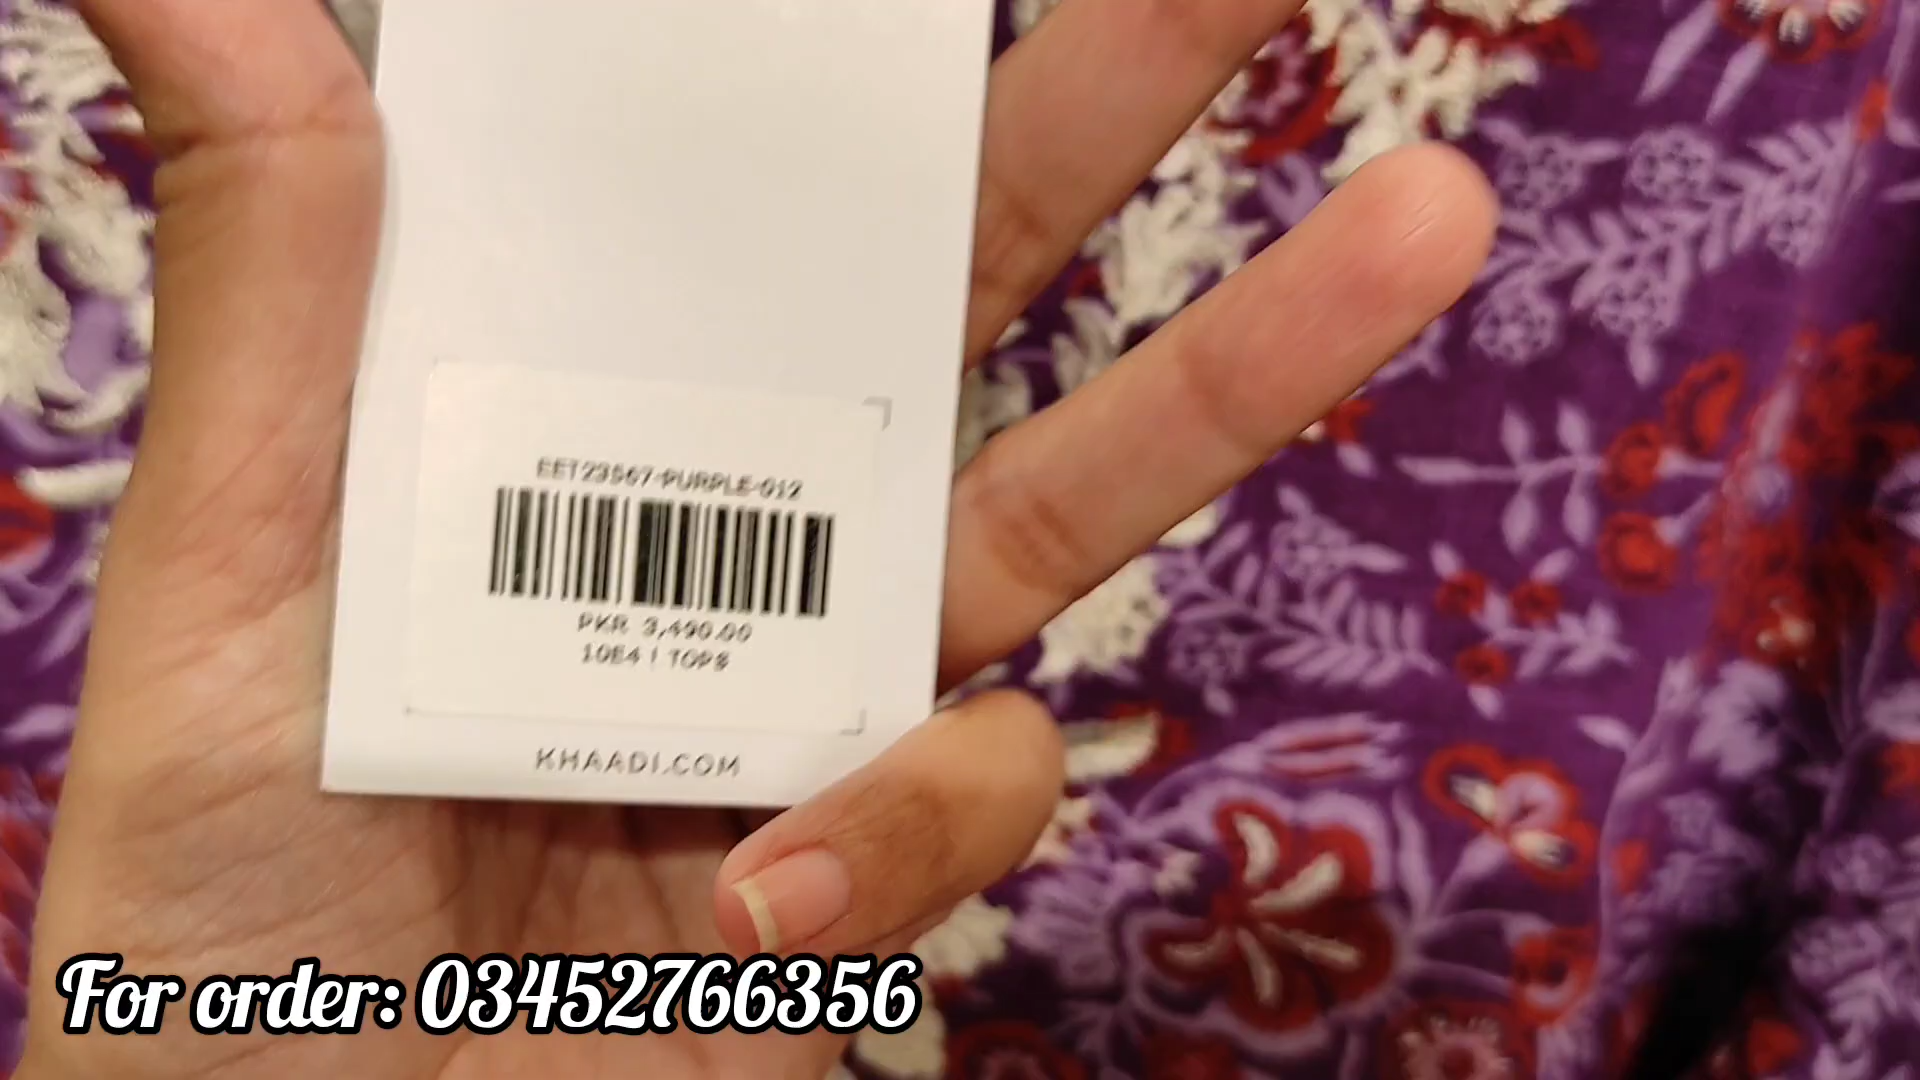 EET23567-PURPLE-012
PKR 3,490.00
10E4 | TOPS
KHAADI.COM
For order: 03452766356